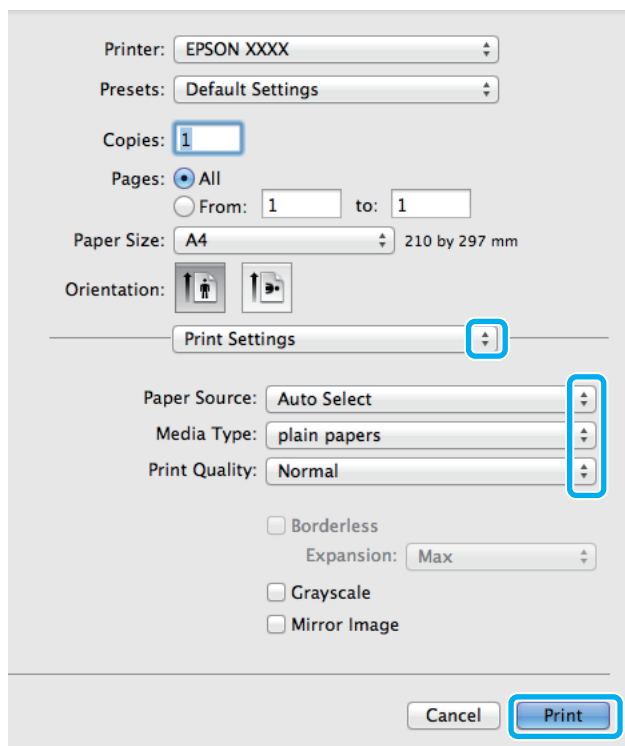 Printer: EPSON XXXX
Presets: Default Settings
Copies: 1
Pages: All
From: 1 to: 1
Paper Size: A4 210 by 297 mm
Orientation:
Print Settings
Paper Source: Auto Select
Media Type: plain papers
Print Quality: Normal
Borderless
Expansion: Max
Grayscale
Mirror Image
Cancel Print